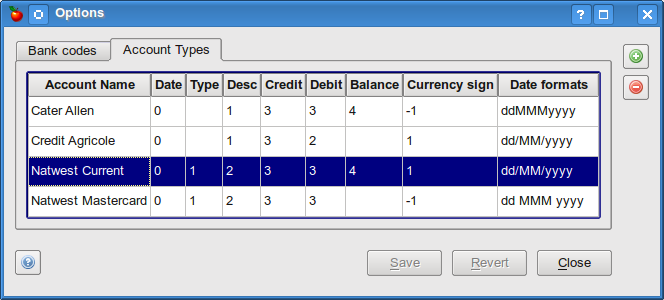 Options
Bank codes Account Types
Account Name Date Type Desc Credit Debit Balance Currency sign Date formats
Cater Allen 0 1 3 3 4 -1 ddMMMyyyy
Credit Agricole 0 1 3 2 1 dd/MM/yyyy
Natwest Current 0 1 2 3 3 4 1 dd/MM/yyyy
Natwest Mastercard 0 1 2 3 3 -1 dd MMM yyyy
Save Revert Close